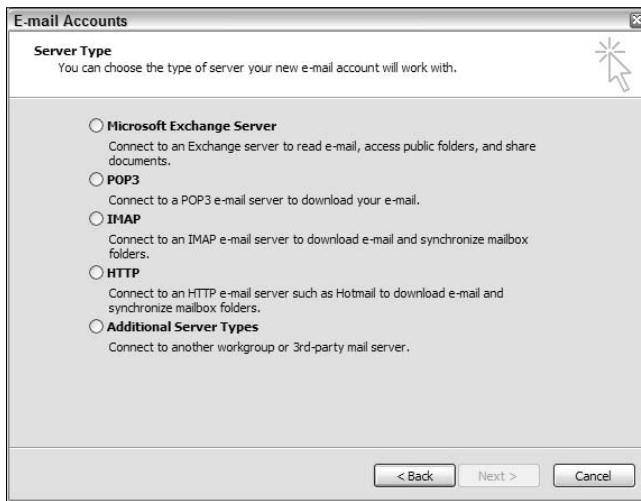 E-mail Accounts
Server Type
You can choose the type of server your new e-mail account will work with.
Microsoft Exchange Server
Connect to an Exchange server to read e-mail, access public folders, and share
documents.
POP3
Connect to a POP3 e-mail server to download your e-mail.
IMAP
Connect to an IMAP e-mail server to download e-mail and synchronize mailbox
folders.
HTTP
Connect to an HTTP e-mail server such as Hotmail to download e-mail and
synchronize mailbox folders.
Additional Server Types
Connect to another workgroup or 3rd-party mail server.
< Back Next > Cancel